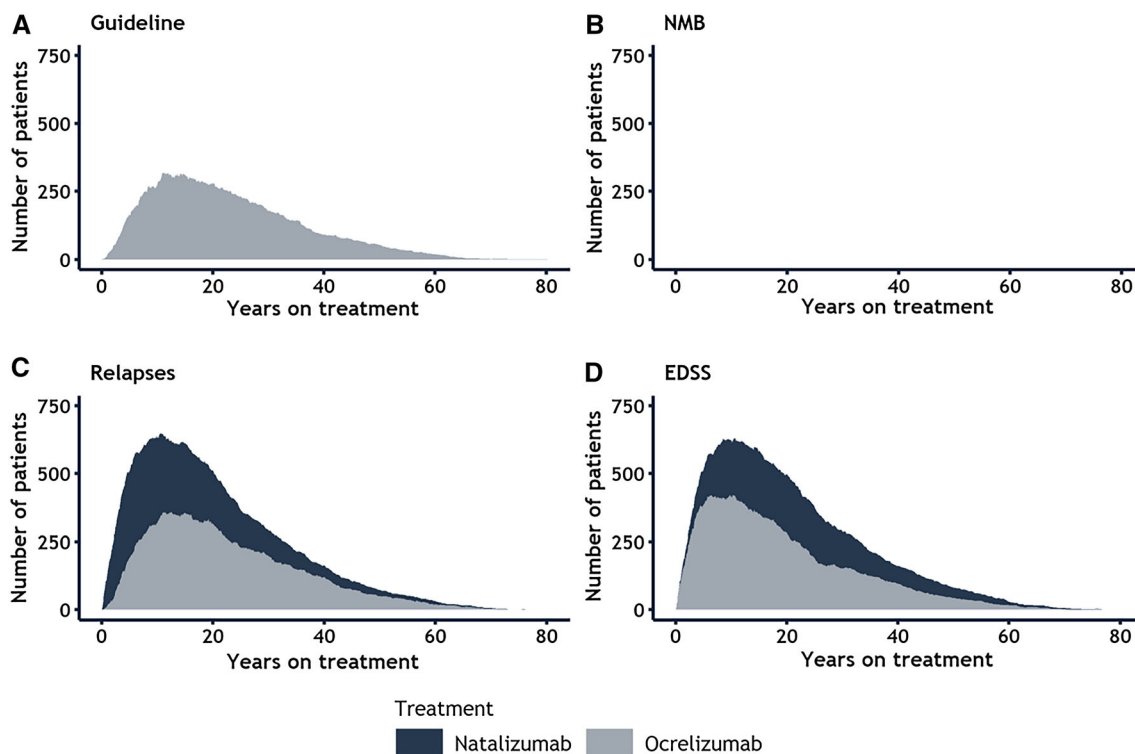 A Guideline
Number of patients
750
500
250
0
0 20 40 60 80
Years on treatment
B NMB
Number of patients
750
500
250
0
0 20 40 60 80
Years on treatment
C Relapses
Number of patients
750
500
250
0
0 20 40 60 80
Years on treatment
D EDSS
Number of patients
750
500
250
0
0 20 40 60 80
Years on treatment
Treatment
Natalizumab Ocrelizumab